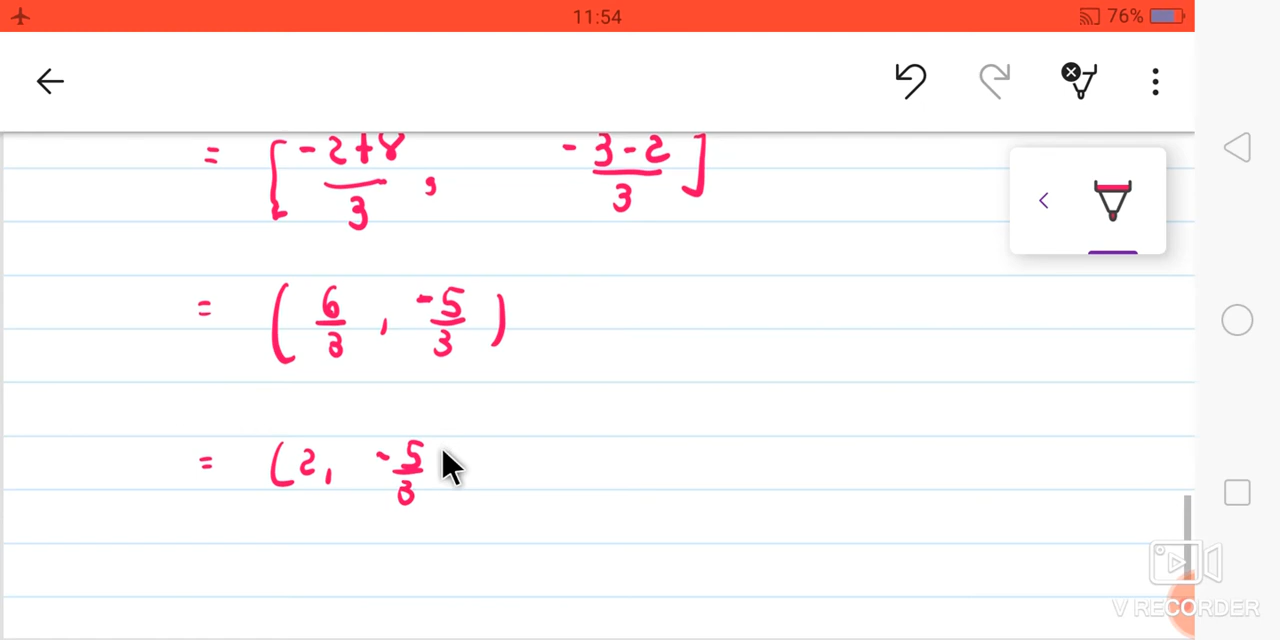 11:54 76%
= [ -2+8/3 , -3-2/3 ]
= ( 6/3 , -5/3 )
= (2, -5/3
V RECORDER